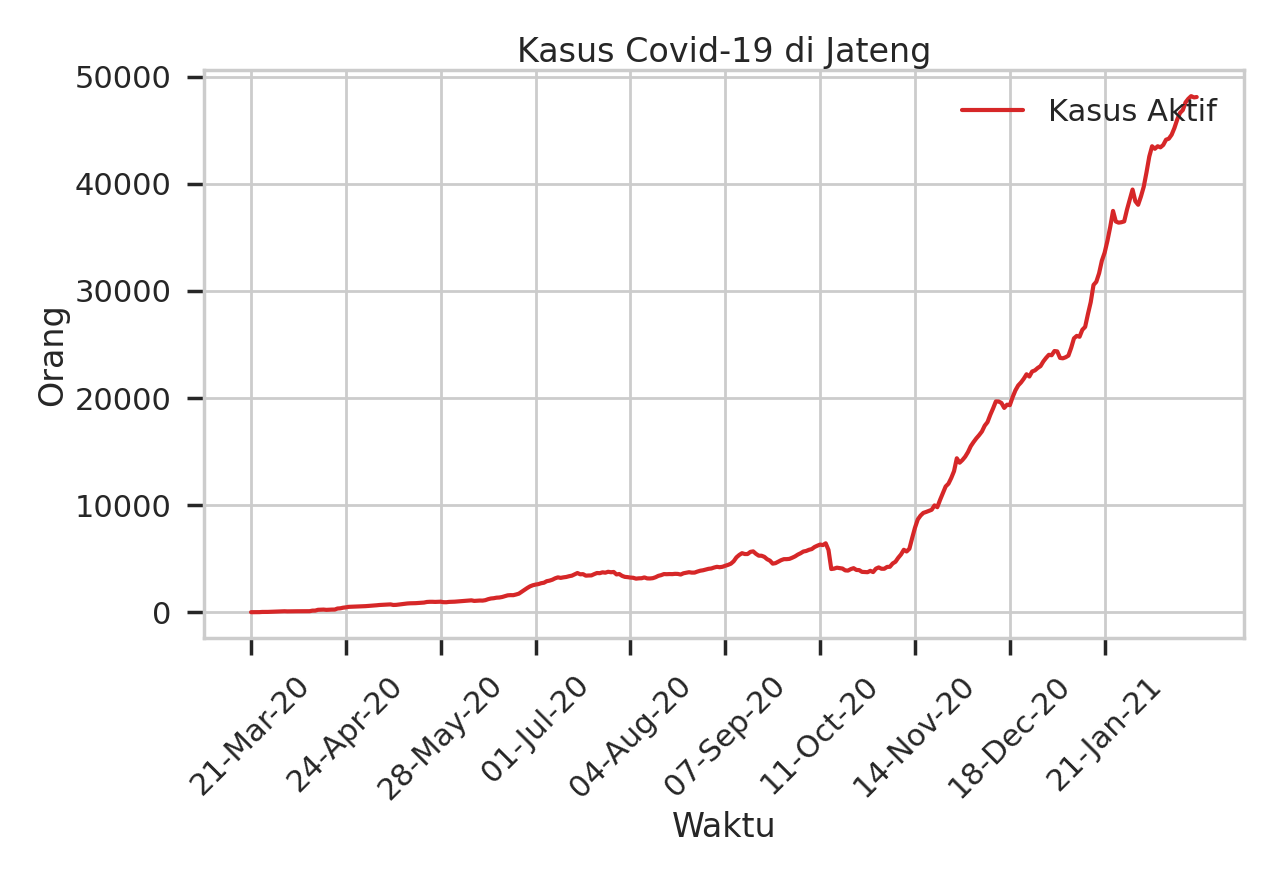 Kasus Covid-19 di Jateng
Kasus Aktif
50000
40000
30000
20000
10000
0
Orang
21-Mar-20
24-Apr-20
28-May-20
01-Jul-20
04-Aug-20
07-Sep-20
11-Oct-20
14-Nov-20
18-Dec-20
21-Jan-21
Waktu